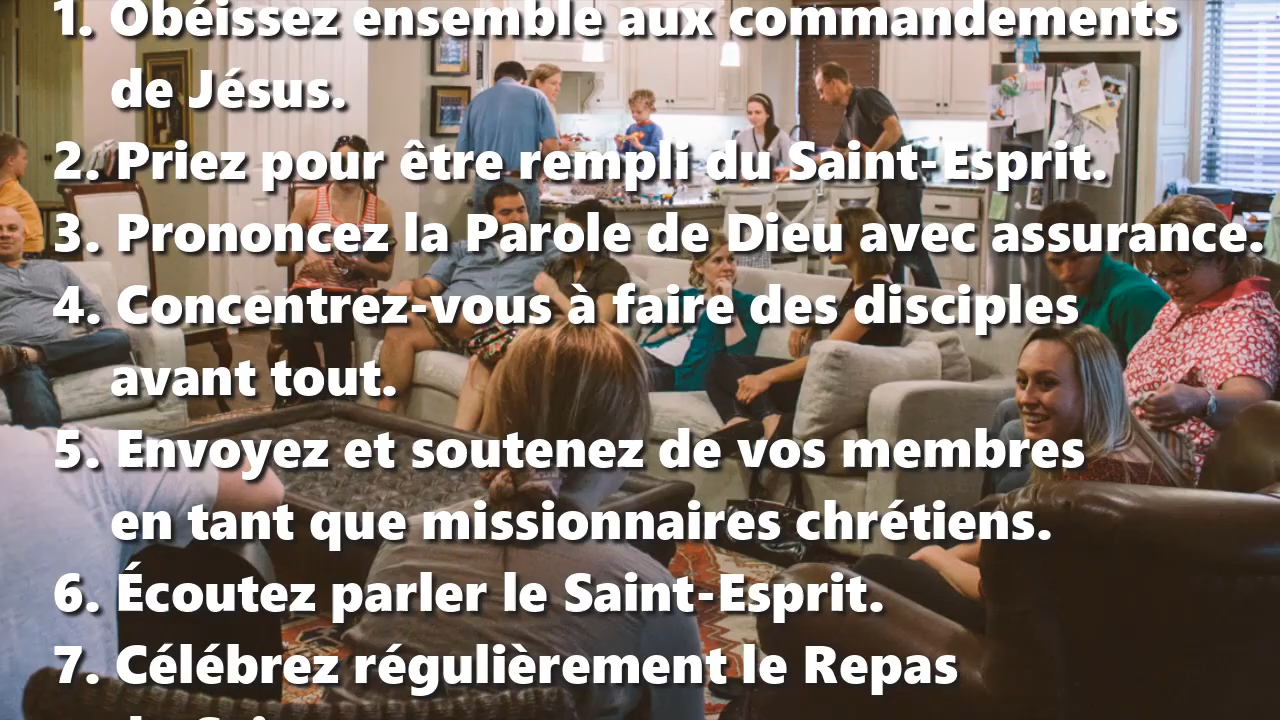 1. Obéissez ensemble aux commandements
de Jésus.
2. Priez pour être rempli du Saint-Esprit.
3. Prononcez la Parole de Dieu avec assurance.
4. Concentrez-vous à faire des disciples
avant tout.
5. Envoyez et soutenez de vos membres
en tant que missionnaires chrétiens.
6. Écoutez parler le Saint-Esprit.
7. Célébrez régulièrement le Repas